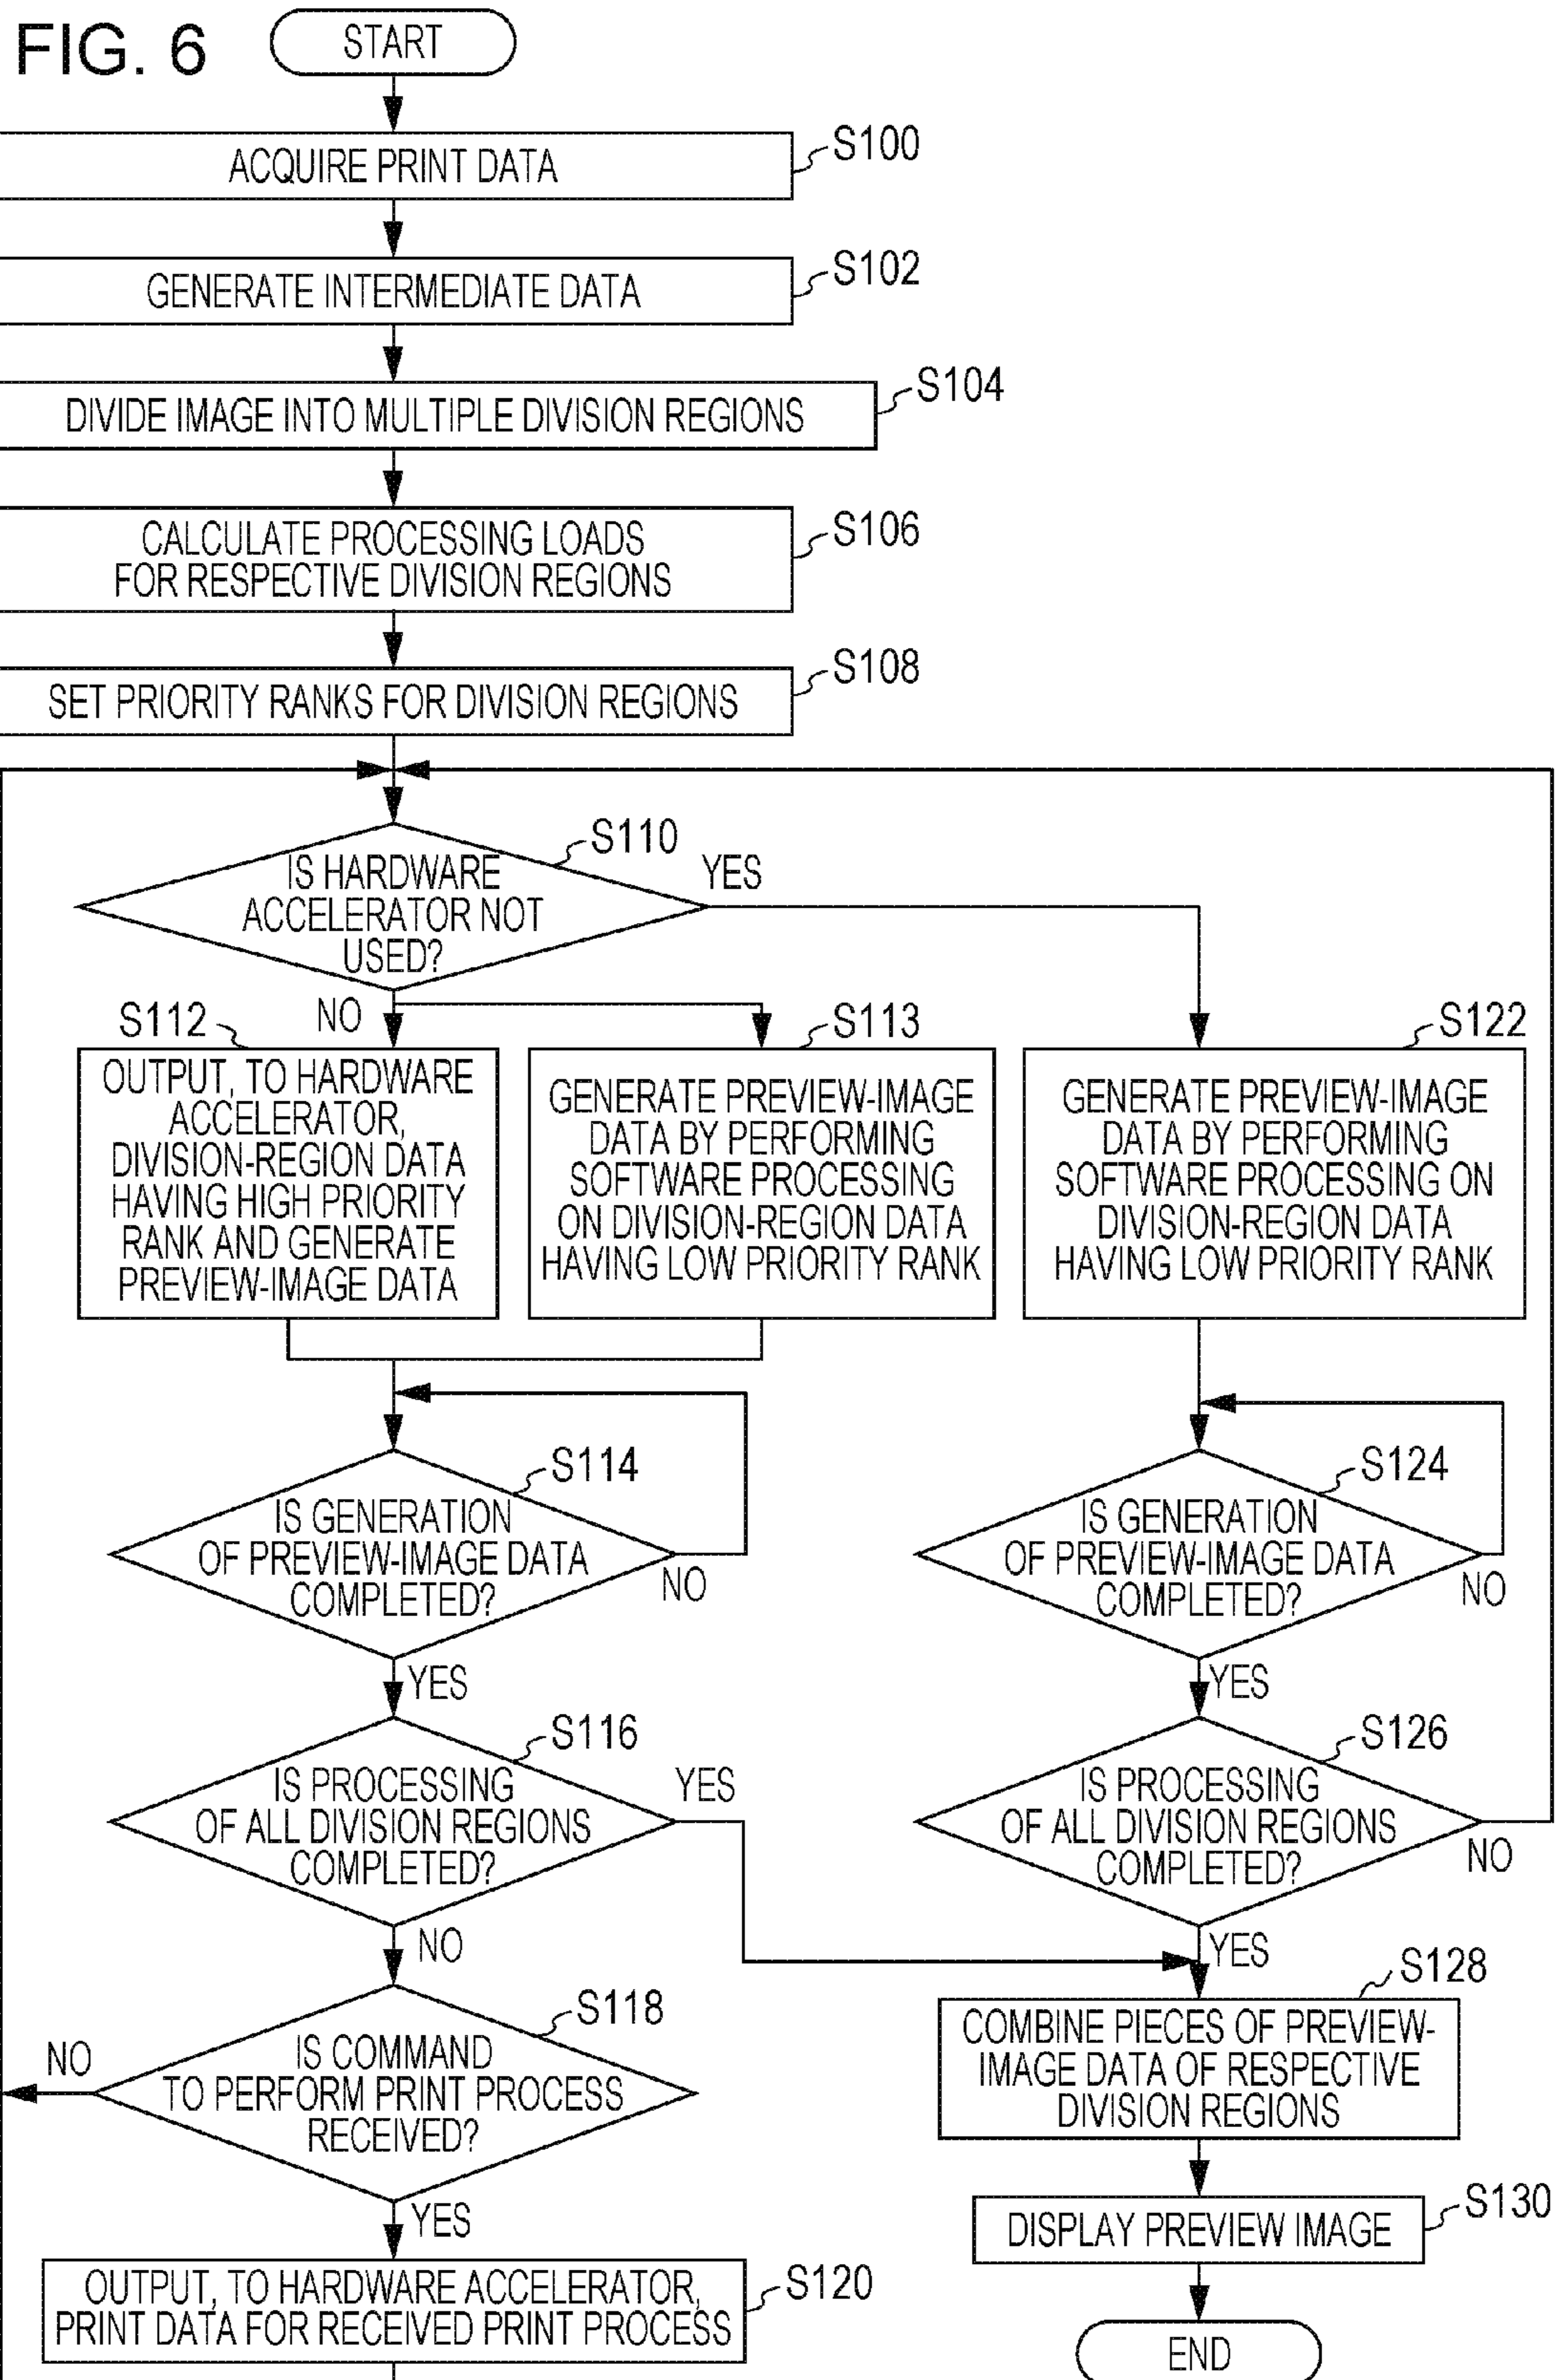 FIG. 6
START
ACQUIRE PRINT DATA
S100
GENERATE INTERMEDIATE DATA
S102
DIVIDE IMAGE INTO MULTIPLE DIVISION REGIONS
S104
CALCULATE PROCESSING LOADS
FOR RESPECTIVE DIVISION REGIONS
S106
SET PRIORITY RANKS FOR DIVISION REGIONS
S108
IS HARDWARE
ACCELERATOR NOT
USED?
S110
YES
NO
S112
OUTPUT, TO HARDWARE
ACCELERATOR,
DIVISION-REGION DATA
HAVING HIGH PRIORITY
RANK AND GENERATE
PREVIEW-IMAGE DATA
S113
GENERATE PREVIEW-IMAGE
DATA BY PERFORMING
SOFTWARE PROCESSING
ON DIVISION-REGION DATA
HAVING LOW PRIORITY RANK
S122
GENERATE PREVIEW-IMAGE
DATA BY PERFORMING
SOFTWARE PROCESSING ON
DIVISION-REGION DATA
HAVING LOW PRIORITY RANK
S114
IS GENERATION
OF PREVIEW-IMAGE DATA
COMPLETED?
NO
YES
S124
IS GENERATION
OF PREVIEW-IMAGE DATA
COMPLETED?
NO
YES
S116
IS PROCESSING
OF ALL DIVISION REGIONS
COMPLETED?
YES
NO
S126
IS PROCESSING
OF ALL DIVISION REGIONS
COMPLETED?
NO
YES
S118
IS COMMAND
TO PERFORM PRINT PROCESS
RECEIVED?
NO
YES
S128
COMBINE PIECES OF PREVIEW-
IMAGE DATA OF RESPECTIVE
DIVISION REGIONS
S130
DISPLAY PREVIEW IMAGE
S120
OUTPUT, TO HARDWARE ACCELERATOR,
PRINT DATA FOR RECEIVED PRINT PROCESS
END